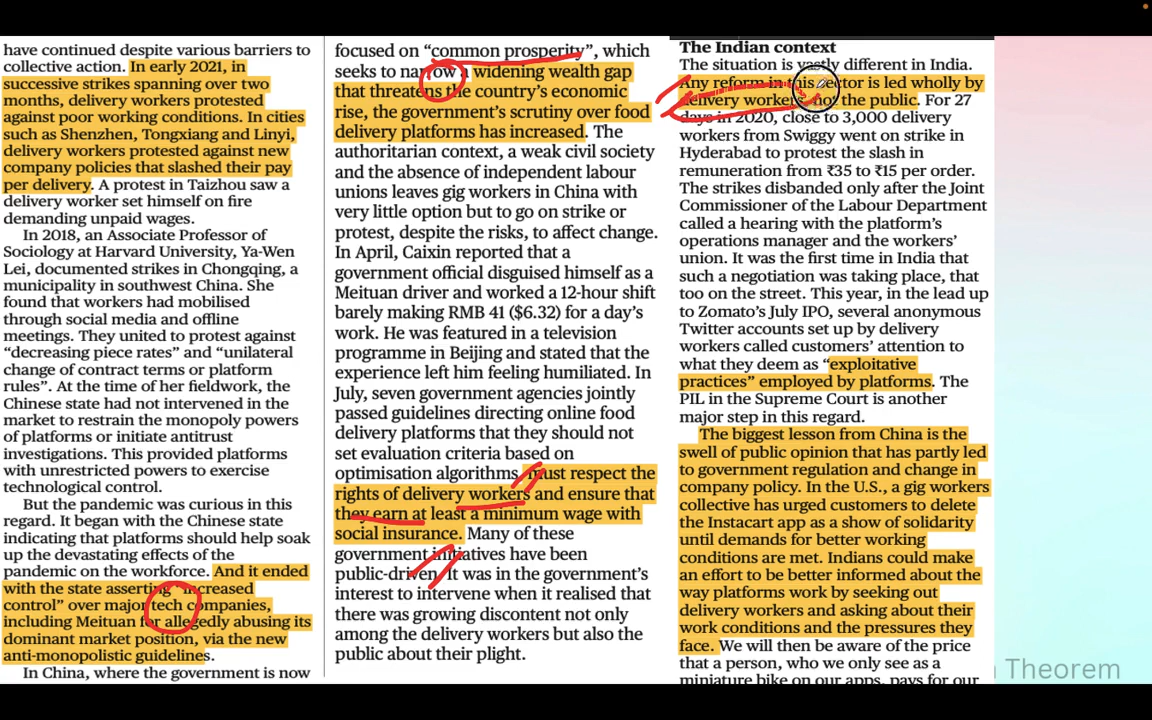 have continued despite various barriers to
collective action. In early 2021, in
successive strikes spanning over two
months, delivery workers protested
against poor working conditions. In cities
such as Shenzhen, Tongxiang and Linyi,
delivery workers protested against new
company policies that slashed their pay
per delivery. A protest in Taizhou saw a
delivery worker set himself on fire
demanding unpaid wages.
In 2018, an Associate Professor of
Sociology at Harvard University, Ya-Wen
Lei, documented strikes in Chongqing, a
municipality in southwest China. She
found that workers had mobilised
through social media and offline
meetings. They united to protest against
“decreasing piece rates” and “unilateral
change of contract terms or platform
rules”. At the time of her fieldwork, the
Chinese state had not intervened in the
market to restrain the monopoly powers
of platforms or initiate antitrust
investigations. This provided platforms
with unrestricted powers to exercise
technological control.
But the pandemic was curious in this
regard. It began with the Chinese state
indicating that platforms should help soak
up the devastating effects of the
pandemic on the workforce. And it ended
with the state asserting “increased
control” over major tech companies,
including Meituan for allegedly abusing its
dominant market position, via the new
anti-monopolistic guidelines.
In China, where the government is now
focused on “common prosperity”, which
seeks to narrow a widening wealth gap
that threatens the country’s economic
rise, the government’s scrutiny over food
delivery platforms has increased. The
authoritarian context, a weak civil society
and the absence of independent labour
unions leaves gig workers in China with
very little option but to go on strike or
protest, despite the risks, to affect change.
In April, Caixin reported that a
government official disguised himself as a
Meituan driver and worked a 12-hour shift
barely making RMB 41 ($6.32) for a day’s
work. He was featured in a television
programme in Beijing and stated that the
experience left him feeling humiliated. In
July, seven government agencies jointly
passed guidelines directing online food
delivery platforms that they should not
set evaluation criteria based on
optimisation algorithms, must respect the
rights of delivery workers and ensure that
they earn at least a minimum wage with
social insurance. Many of these
government initiatives have been
public-driven. It was in the government’s
interest to intervene when it realised that
there was growing discontent not only
among the delivery workers but also the
public about their plight.
The Indian context
The situation is vastly different in India.
Any reform in this sector is led wholly by
delivery workers, not the public. For 27
days in 2020, close to 3,000 delivery
workers from Swiggy went on strike in
Hyderabad to protest the slash in
remuneration from ₹35 to ₹15 per order.
The strikes disbanded only after the Joint
Commissioner of the Labour Department
called a hearing with the platform’s
operations manager and the workers’
union. It was the first time in India that
such a negotiation was taking place, that
too on the street. This year, in the lead up
to Zomato’s July IPO, several anonymous
Twitter accounts set up by delivery
workers called customers’ attention to
what they deem as “exploitative
practices” employed by platforms. The
PIL in the Supreme Court is another
major step in this regard.
The biggest lesson from China is the
swell of public opinion that has partly led
to government regulation and change in
company policy. In the U.S., a gig workers
collective has urged customers to delete
the Instacart app as a show of solidarity
until demands for better working
conditions are met. Indians could make
an effort to be better informed about the
way platforms work by seeking out
delivery workers and asking about their
work conditions and the pressures they
face. We will then be aware of the price
that a person, who we only see as a
miniature bike on our apps, pays for our
Theorem